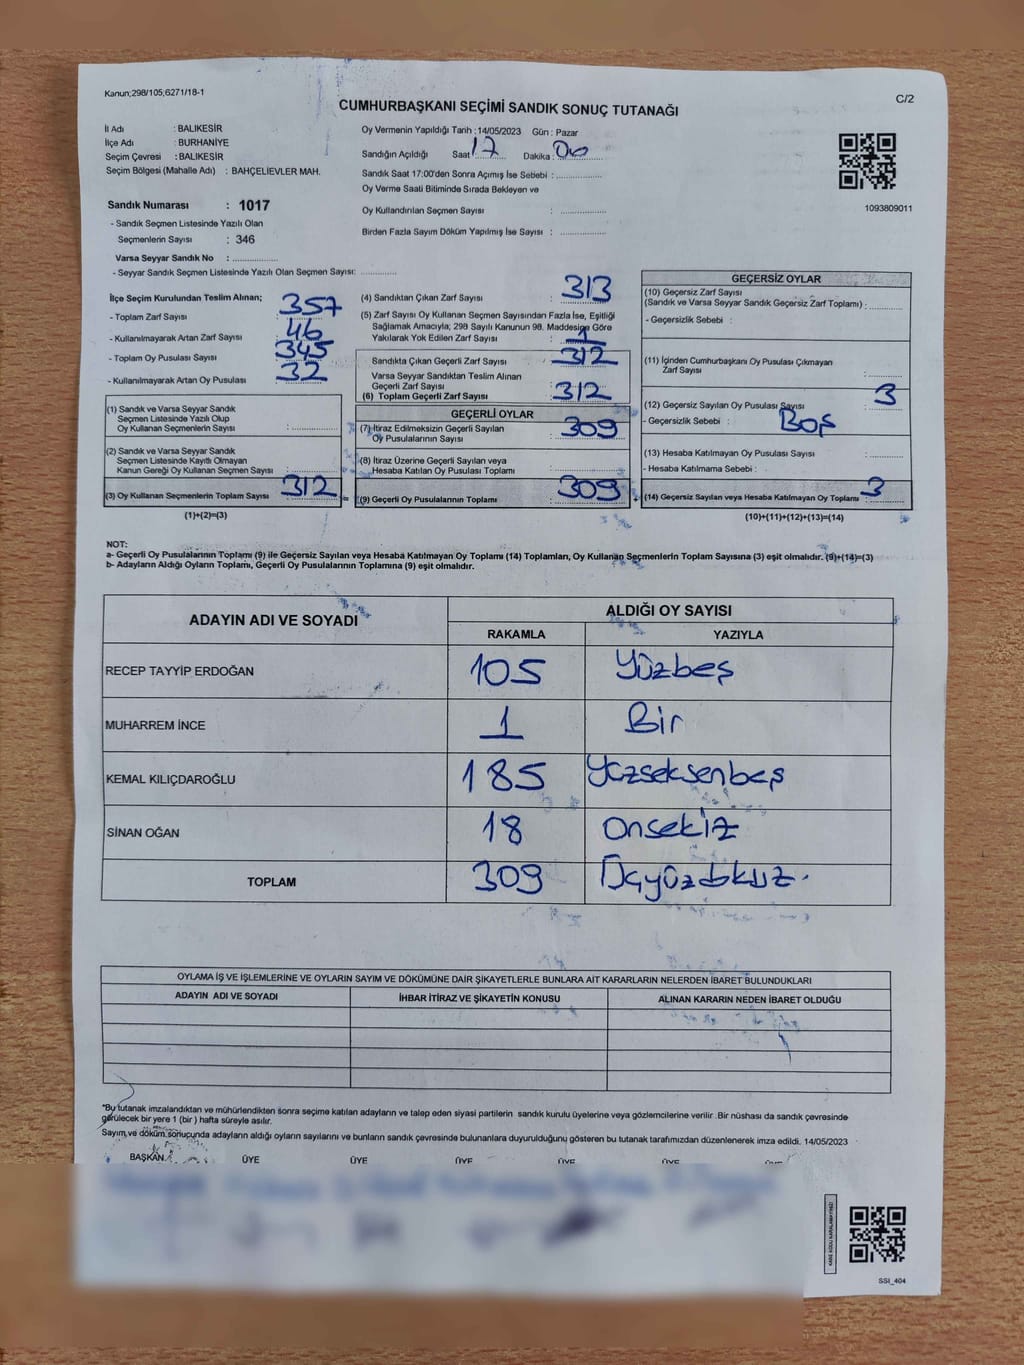 Kanun;298/105;6271/18-1
C/2
CUMHURBAŞKANI SEÇİMİ SANDIK SONUÇ TUTANAĞI
İl Adı : BALIKESİR
İlçe Adı : BURHANİYE
Seçim Çevresi : BALIKESİR
Seçim Bölgesi (Mahalle Adı) : BAHÇELİEVLER MAH.
Sandık Numarası : 1017
- Sandık Seçmen Listesinde Yazılı Olan
Seçmenlerin Sayısı : 346
Varsa Seyyar Sandık No : ....................
- Seyyar Sandık Seçmen Listesinde Yazılı Olan Seçmen Sayısı: ................
Oy Vermenin Yapıldığı Tarih : 14/05/2023 Gün : Pazar
Sandığın Açıldığı Saat 17 Dakika : 00
Sandık Saat 17:00'den Sonra Açımış İse Sebebi : ................
Oy Verme Saati Bitiminde Sırada Bekleyen ve
Oy Kullandırılan Seçmen Sayısı : ................
Birden Fazla Sayım Döküm Yapılmış İse Sayısı : ................
1093809011
İlçe Seçim Kurulundan Teslim Alınan;
- Toplam Zarf Sayısı : 357
- Kullanılmayarak Artan Zarf Sayısı : 46
- Toplam Oy Pusulası Sayısı : 345
- Kullanılmayarak Artan Oy Pusulası : 32
(1) Sandık ve Varsa Seyyar Sandık
Seçmen Listesinde Yazılı Olup
Oy Kullanan Seçmenlerin Sayısı : ................
(2) Sandık ve Varsa Seyyar Sandık
Seçmen Listesinde Kayıtlı Olmayan
Kanun Gereği Oy Kullanan Seçmen Sayısı : ................
(3) Oy Kullanan Seçmenlerin Toplam Sayısı : 312
(1)+(2)=(3)
(4) Sandıktan Çıkan Zarf Sayısı : 313
(5) Zarf Sayısı Oy Kullanan Seçmen Sayısından Fazla İse, Eşitliği
Sağlamak Amacıyla; 298 Sayılı Kanunun 98. Maddesine Göre
Yakılarak Yok Edilen Zarf Sayısı : 1
Sandıkta Çıkan Geçerli Zarf Sayısı : 312
Varsa Seyyar Sandıktan Teslim Alınan
Geçerli Zarf Sayısı
(6) Toplam Geçerli Zarf Sayısı : 312
GEÇERLİ OYLAR
(7) İtiraz Edilmeksizin Geçerli Sayılan
Oy Pusulalarının Sayısı : 309
(8) İtiraz Üzerine Geçerli Sayılan veya
Hesaba Katılan Oy Pusulası Toplamı : ................
= (9) Geçerli Oy Pusulalarının Toplamı : 309 +
GEÇERSİZ OYLAR
(10) Geçersiz Zarf Sayısı
(Sandık ve Varsa Seyyar Sandık Geçersiz Zarf Toplamı) : ................
- Geçersizlik Sebebi :
(11) İçinden Cumhurbaşkanı Oy Pusulası Çıkmayan
Zarf Sayısı : ................
(12) Geçersiz Sayılan Oy Pusulası Sayısı : 3
- Geçersizlik Sebebi : Boş
(13) Hesaba Katılmayan Oy Pusulası Sayısı : ................
- Hesaba Katılmama Sebebi :
(14) Geçersiz Sayılan veya Hesaba Katılmayan Oy Toplamı : 3
(10)+(11)+(12)+(13)=(14)
NOT:
a- Geçerli Oy Pusulalarının Toplamı (9) ile Geçersiz Sayılan veya Hesaba Katılmayan Oy Toplamı (14) Toplamları, Oy Kullanan Seçmenlerin Toplam Sayısına (3) eşit olmalıdır. (9)+(14)=(3)
b- Adayların Aldığı Oyların Toplamı, Geçerli Oy Pusulalarının Toplamına (9) eşit olmalıdır.
ADAYIN ADI VE SOYADI ALDIĞI OY SAYISI
RAKAMLA YAZIYLA
RECEP TAYYİP ERDOĞAN 105 Yüzbeş
MUHARREM İNCE 1 Bir
KEMAL KILIÇDAROĞLU 185 Yüzseksenbeş
SİNAN OĞAN 18 Onsekiz
TOPLAM 309 Üçyüzdokuz.
OYLAMA İŞ VE İŞLEMLERİNE VE OYLARIN SAYIM VE DÖKÜMÜNE DAİR ŞİKAYETLERLE BUNLARA AİT KARARLARIN NELERDEN İBARET BULUNDUKLARI
ADAYIN ADI VE SOYADI İHBAR İTİRAZ VE ŞİKAYETİN KONUSU ALINAN KARARIN NEDEN İBARET OLDUĞU
*Bu tutanak imzalandıktan ve mühürlendikten sonra seçime katılan adayların ve talep eden siyasi partilerin sandık kurulu üyelerine veya gözlemcilerine verilir .Bir nüshası da sandık çevresinde
görülecek bir yere 1 (bir ) hafta süreyle asılır.
Sayım ve döküm sonuçunda adayların aldığı oyların sayılarını ve bunların sandık çevresinde bulunanlara duyurulduğunu gösteren bu tutanak tarafımızdan düzenlenerek imza edildi. 14/05/2023
BAŞKAN ÜYE ÜYE ÜYE ÜYE ÜYE ÜYE
KARE KODU KARALAMAYINIZ!
SSI_404